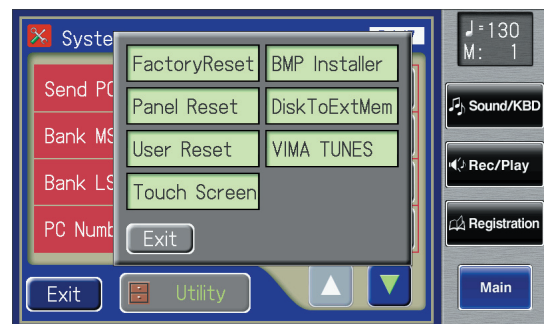 Syste
♩=130
M: 1
FactoryReset
BMP Installer
Send PC
Panel Reset
DiskToExtMem
Sound/KBD
Bank MS
User Reset
VIMA TUNES
Rec/Play
Bank LS
Touch Screen
PC Numb
Exit
Registration
Exit
Utility
Main